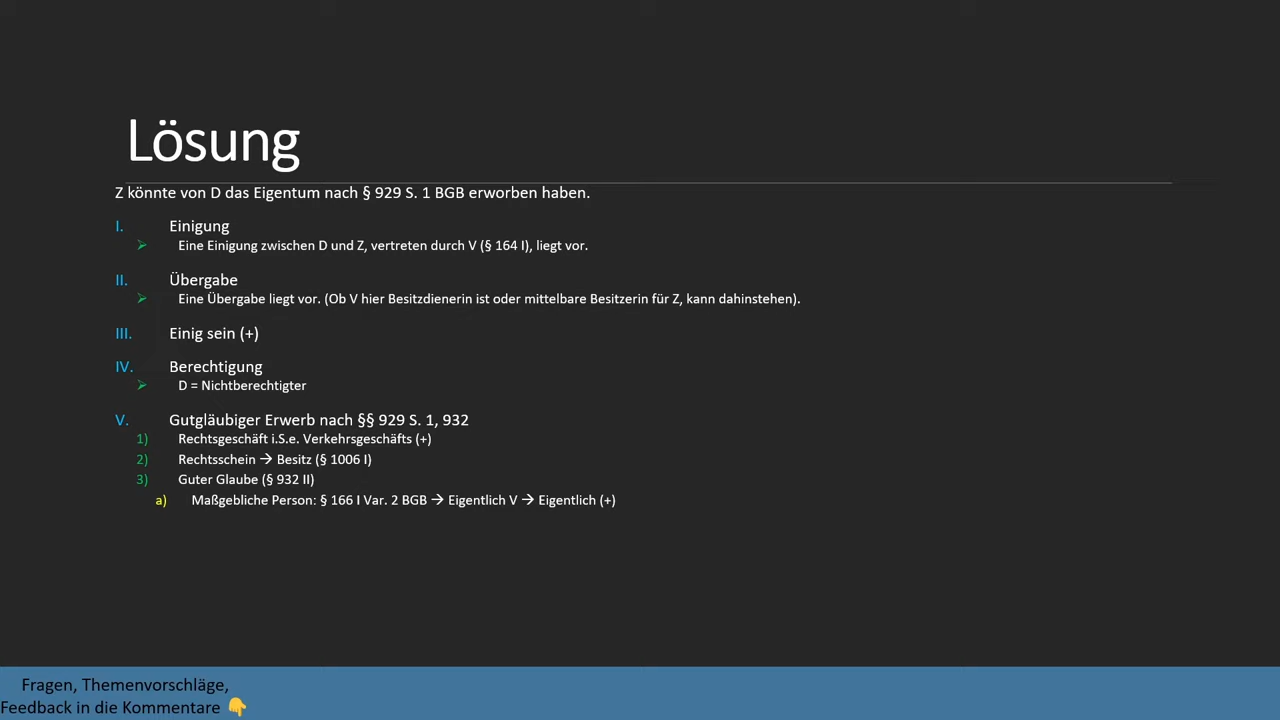 Lösung
Z könnte von D das Eigentum nach § 929 S. 1 BGB erworben haben.
I. Einigung
➢ Eine Einigung zwischen D und Z, vertreten durch V (§ 164 I), liegt vor.
II. Übergabe
➢ Eine Übergabe liegt vor. (Ob V hier Besitzdienerin ist oder mittelbare Besitzerin für Z, kann dahinstehen).
III. Einig sein (+)
IV. Berechtigung
➢ D = Nichtberechtigter
V. Gutgläubiger Erwerb nach §§ 929 S. 1, 932
1) Rechtsgeschäft i.S.e. Verkehrsgeschäfts (+)
2) Rechtsschein → Besitz (§ 1006 I)
3) Guter Glaube (§ 932 II)
a) Maßgebliche Person: § 166 I Var. 2 BGB → Eigentlich V → Eigentlich (+)
Fragen, Themenvorschläge,
Feedback in die Kommentare 👇